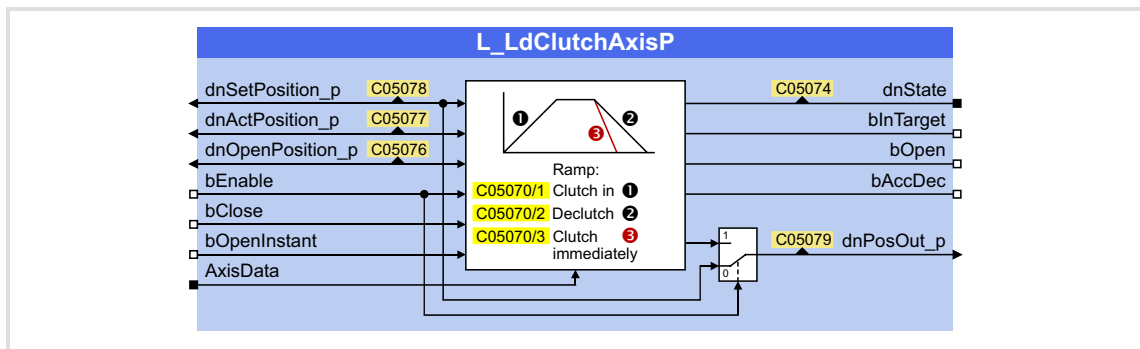 L_LdClutchAxisP
dnSetPosition_p C05078
dnActPosition_p C05077
dnOpenPosition_p C05076
bEnable
bClose
bOpenInstant
AxisData
❶ ❸ ❷
Ramp:
C05070/1 Clutch in ❶
C05070/2 Declutch ❷
C05070/3 Clutch ❸
immediately
C05074 dnState
bInTarget
bOpen
bAccDec
1
0
C05079 dnPosOut_p